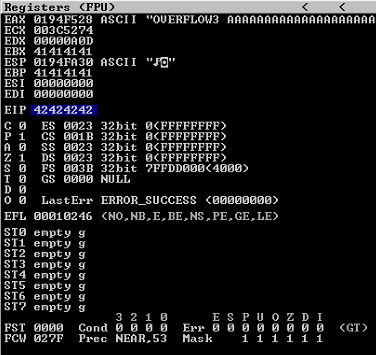 Registers (FPU) < <
EAX 0194F528 ASCII "OVERFLOW3 AAAAAAAAAAAAAAAAAAAAAAAAA
ECX 003C5274
EDX 00000A0D
EBX 41414141
ESP 0194FA30 ASCII "♪◘"
EBP 41414141
ESI 00000000
EDI 00000000
EIP 42424242
C 0 ES 0023 32bit 0(FFFFFFFF)
P 1 CS 001B 32bit 0(FFFFFFFF)
A 0 SS 0023 32bit 0(FFFFFFFF)
Z 1 DS 0023 32bit 0(FFFFFFFF)
S 0 FS 003B 32bit 7FFDD000(4000)
T 0 GS 0000 NULL
D 0
O 0 LastErr ERROR_SUCCESS (00000000)
EFL 00010246 (NO,NB,E,BE,NS,PE,GE,LE)
ST0 empty g
ST1 empty g
ST2 empty g
ST3 empty g
ST4 empty g
ST5 empty g
ST6 empty g
ST7 empty g
3 2 1 0 E S P U O Z D I
FST 0000 Cond 0 0 0 0 Err 0 0 0 0 0 0 0 0 (GT)
FCW 027F Prec NEAR,53 Mask 1 1 1 1 1 1